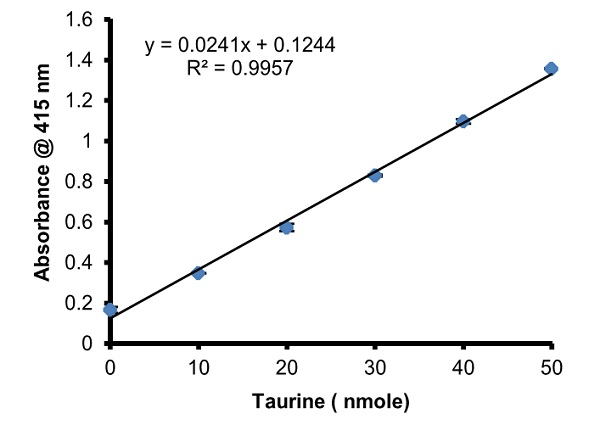 y = 0.0241x + 0.1244
R² = 0.9957
Absorbance @ 415 nm
1.6
1.4
1.2
1
0.8
0.6
0.4
0.2
0
0 10 20 30 40 50
Taurine ( nmole)